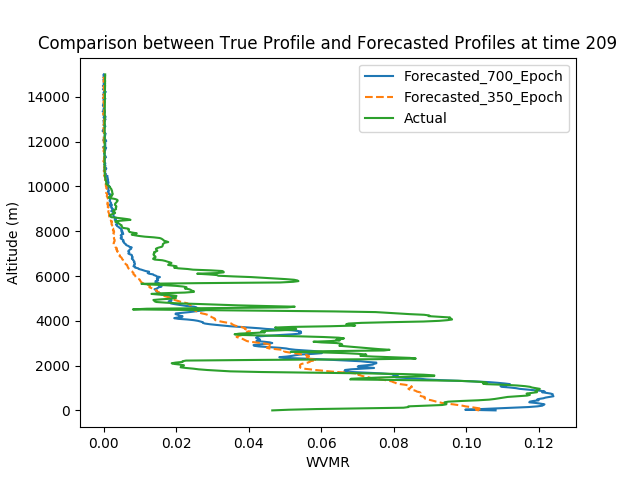 Comparison between True Profile and Forecasted Profiles at time 209
Forecasted_700_Epoch
Forecasted_350_Epoch
Actual
14000
12000
10000
8000
6000
4000
2000
0
Altitude (m)
0.00 0.02 0.04 0.06 0.08 0.10 0.12
WVMR